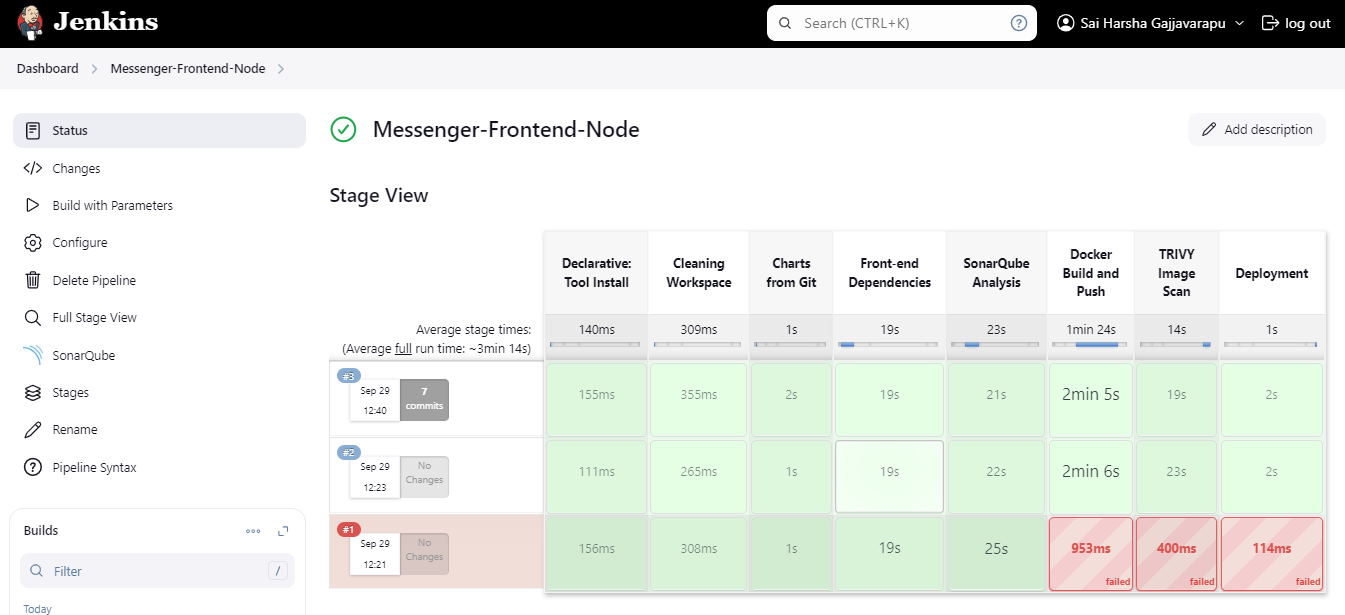 Jenkins
Search (CTRL+K)
?
Sai Harsha Gajjavarapu
log out
Dashboard
Messenger-Frontend-Node
Status
Changes
Build with Parameters
Configure
Delete Pipeline
Full Stage View
SonarQube
Stages
Rename
Pipeline Syntax
Builds
Filter
/
Today
Messenger-Frontend-Node
Add description
Stage View
Declarative:
Tool Install
Cleaning
Workspace
Charts
from Git
Front-end
Dependencies
SonarQube
Analysis
Docker
Build and
Push
TRIVY
Image
Scan
Deployment
Average stage times:
(Average full run time: ~3min 14s)
140ms
309ms
1s
19s
23s
1min 24s
14s
1s
#3
Sep 29
12:40
7
commits
155ms
355ms
2s
19s
21s
2min 5s
19s
2s
#2
Sep 29
12:23
No
Changes
111ms
265ms
1s
19s
22s
2min 6s
23s
2s
#1
Sep 29
12:21
No
Changes
156ms
308ms
1s
19s
25s
953ms
failed
400ms
failed
114ms
failed